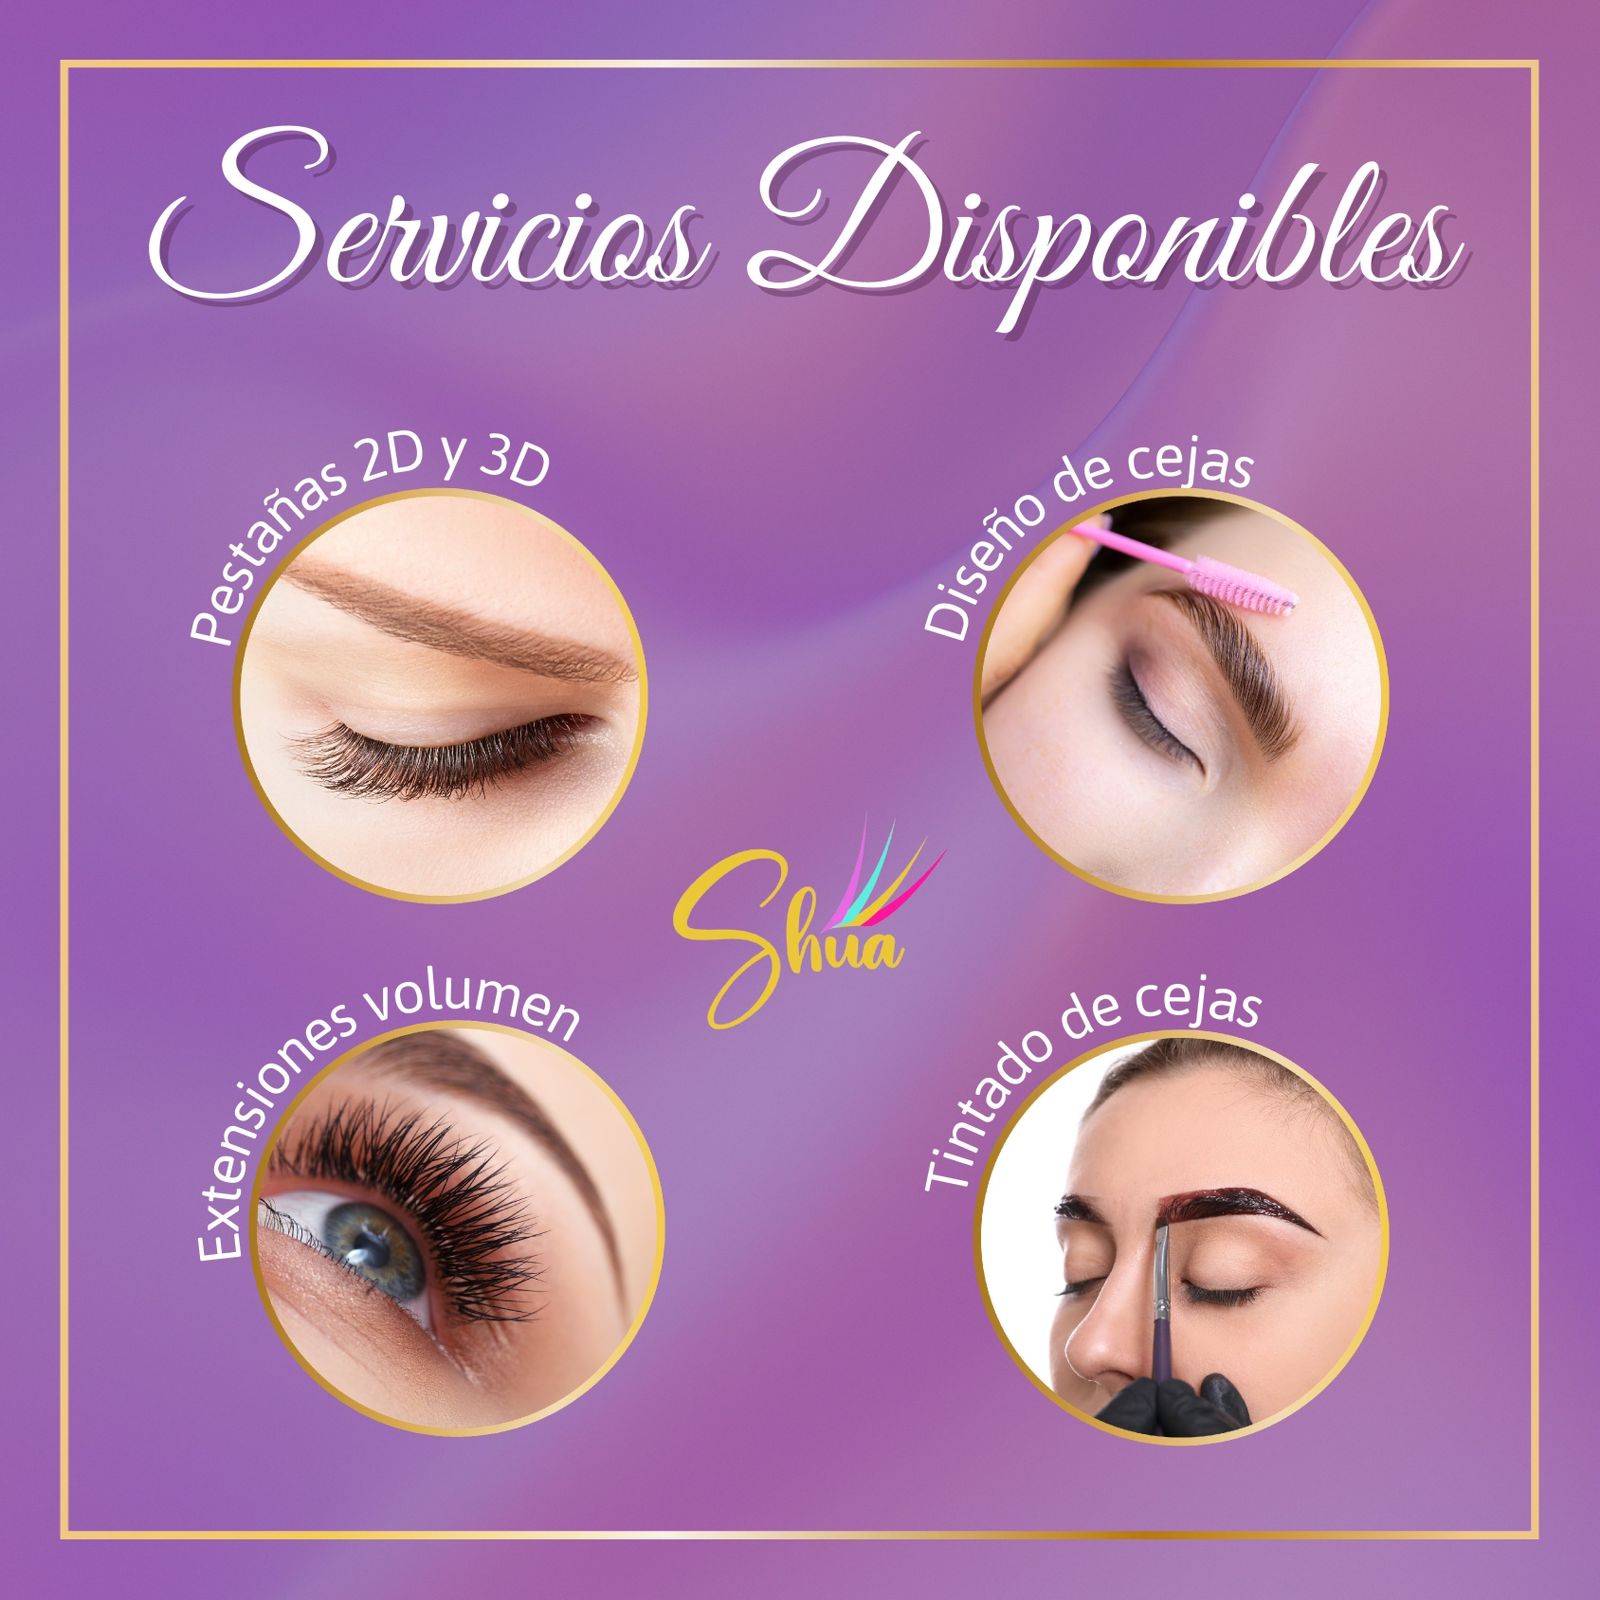 Servicios Disponibles
Pestañas 2D y 3D
Diseño de cejas
Shua
Extensiones volumen
Tintado de cejas